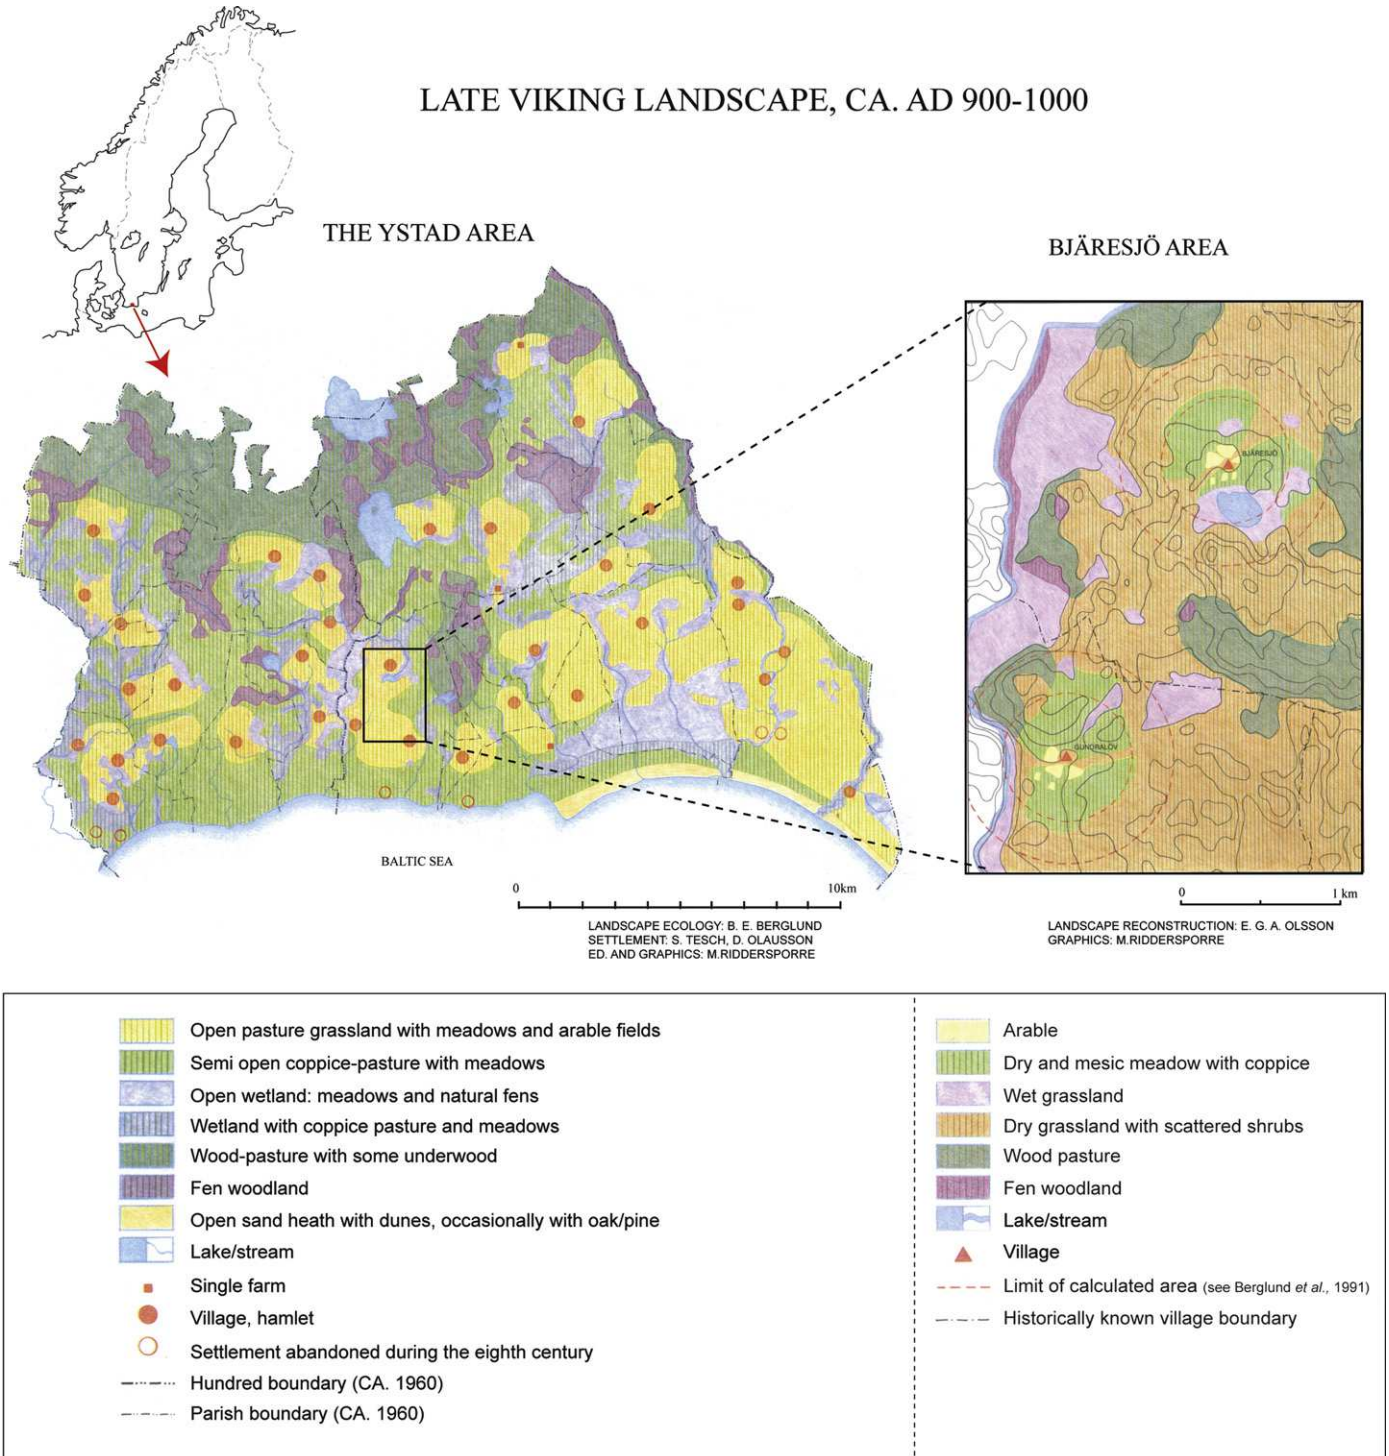 LATE VIKING LANDSCAPE, CA. AD 900-1000
THE YSTAD AREA
BJÄRESJÖ AREA
BJÄRESJÖ
GUNDRALÖV
BALTIC SEA
0 10km
LANDSCAPE ECOLOGY: B. E. BERGLUND
SETTLEMENT: S. TESCH, D. OLAUSSON
ED. AND GRAPHICS: M.RIDDERSPORRE
0 1 km
LANDSCAPE RECONSTRUCTION: E. G. A. OLSSON
GRAPHICS: M.RIDDERSPORRE
Open pasture grassland with meadows and arable fields
Semi open coppice-pasture with meadows
Open wetland: meadows and natural fens
Wetland with coppice pasture and meadows
Wood-pasture with some underwood
Fen woodland
Open sand heath with dunes, occasionally with oak/pine
Lake/stream
Single farm
Village, hamlet
Settlement abandoned during the eighth century
Hundred boundary (CA. 1960)
Parish boundary (CA. 1960)
Arable
Dry and mesic meadow with coppice
Wet grassland
Dry grassland with scattered shrubs
Wood pasture
Fen woodland
Lake/stream
Village
Limit of calculated area (see Berglund et al., 1991)
Historically known village boundary